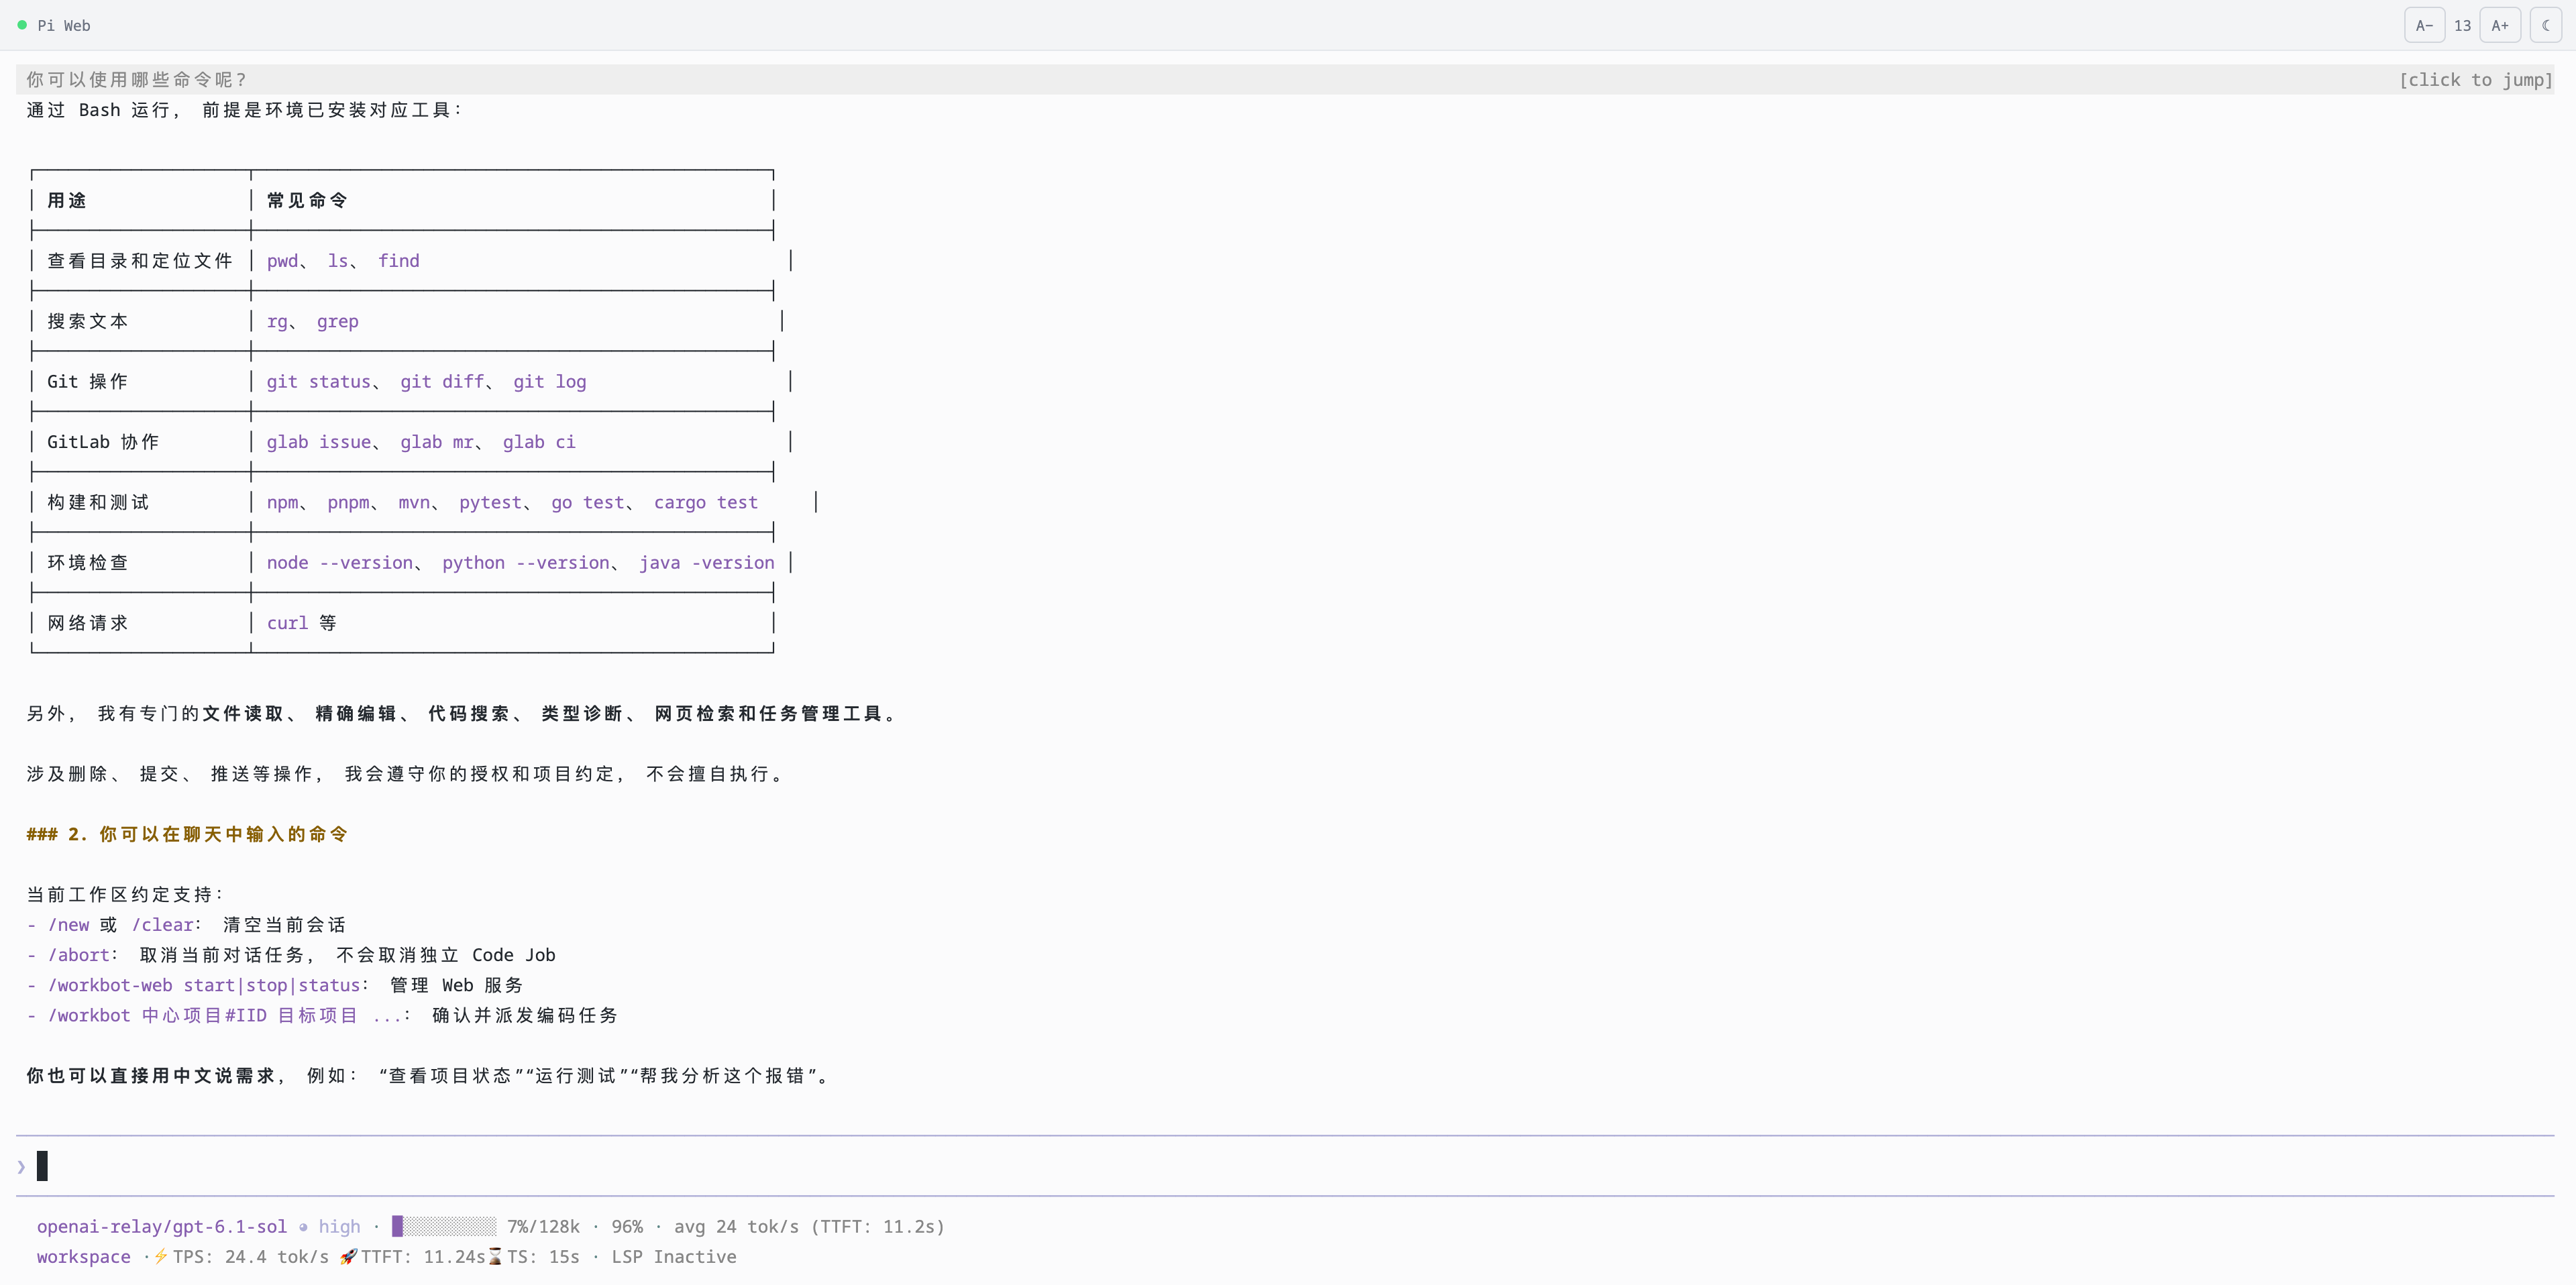 Pi Web
A- 13 A+
你可以使用哪些命令呢? [click to jump]
通过 Bash 运行，前提是环境已安装对应工具：
用途 常见命令
查看目录和定位文件 pwd、 ls、 find
搜索文本 rg、 grep
Git 操作 git status、 git diff、 git log
GitLab 协作 glab issue、 glab mr、 glab ci
构建和测试 npm、 pnpm、 mvn、 pytest、 go test、 cargo test
环境检查 node --version、 python --version、 java -version
网络请求 curl 等
另外，我有专门的文件读取、精确编辑、代码搜索、类型诊断、网页检索和任务管理工具。
涉及删除、提交、推送等操作，我会遵守你的授权和项目约定，不会擅自执行。
### 2. 你可以在聊天中输入的命令
当前工作区约定支持：
- /new 或 /clear：清空当前会话
- /abort：取消当前对话任务，不会取消独立 Code Job
- /workbot-web start|stop|status：管理 Web 服务
- /workbot 中心项目#IID 目标项目 ...：确认并派发编码任务
你也可以直接用中文说需求，例如：“查看项目状态”“运行测试”“帮我分析这个报错”。
❯
openai-relay/gpt-6.1-sol high · 7%/128k · 96% · avg 24 tok/s (TTFT: 11.2s)
workspace ·⚡TPS: 24.4 tok/s 🚀TTFT: 11.24s⌛TS: 15s · LSP Inactive